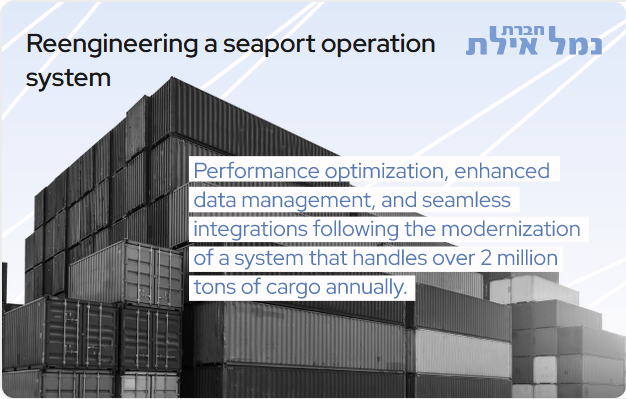 Reengineering a seaport operation
system
חברת
נמל אילת
Performance optimization, enhanced
data management, and seamless
integrations following the modernization
of a system that handles over 2 million
tons of cargo annually.